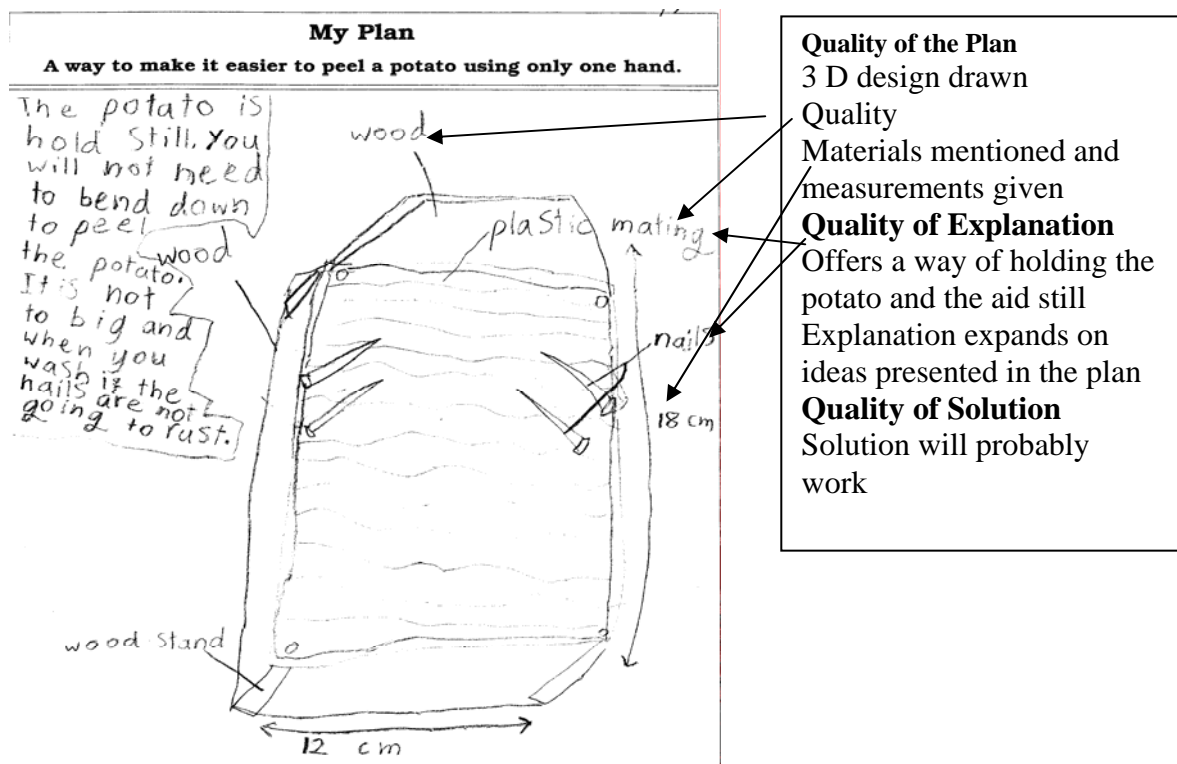 My Plan
A way to make it easier to peel a potato using only one hand.
The potato is
hold still. You
will not need
to bend down
to peel
the potato.
It is not
to big and
when you
wash it the
nails are not
going to rust.
wood
wood
plastic mating
nails
18 cm
wood stand
12 cm
Quality of the Plan
3 D design drawn
Quality
Materials mentioned and
measurements given
Quality of Explanation
Offers a way of holding the
potato and the aid still
Explanation expands on
ideas presented in the plan
Quality of Solution
Solution will probably
work